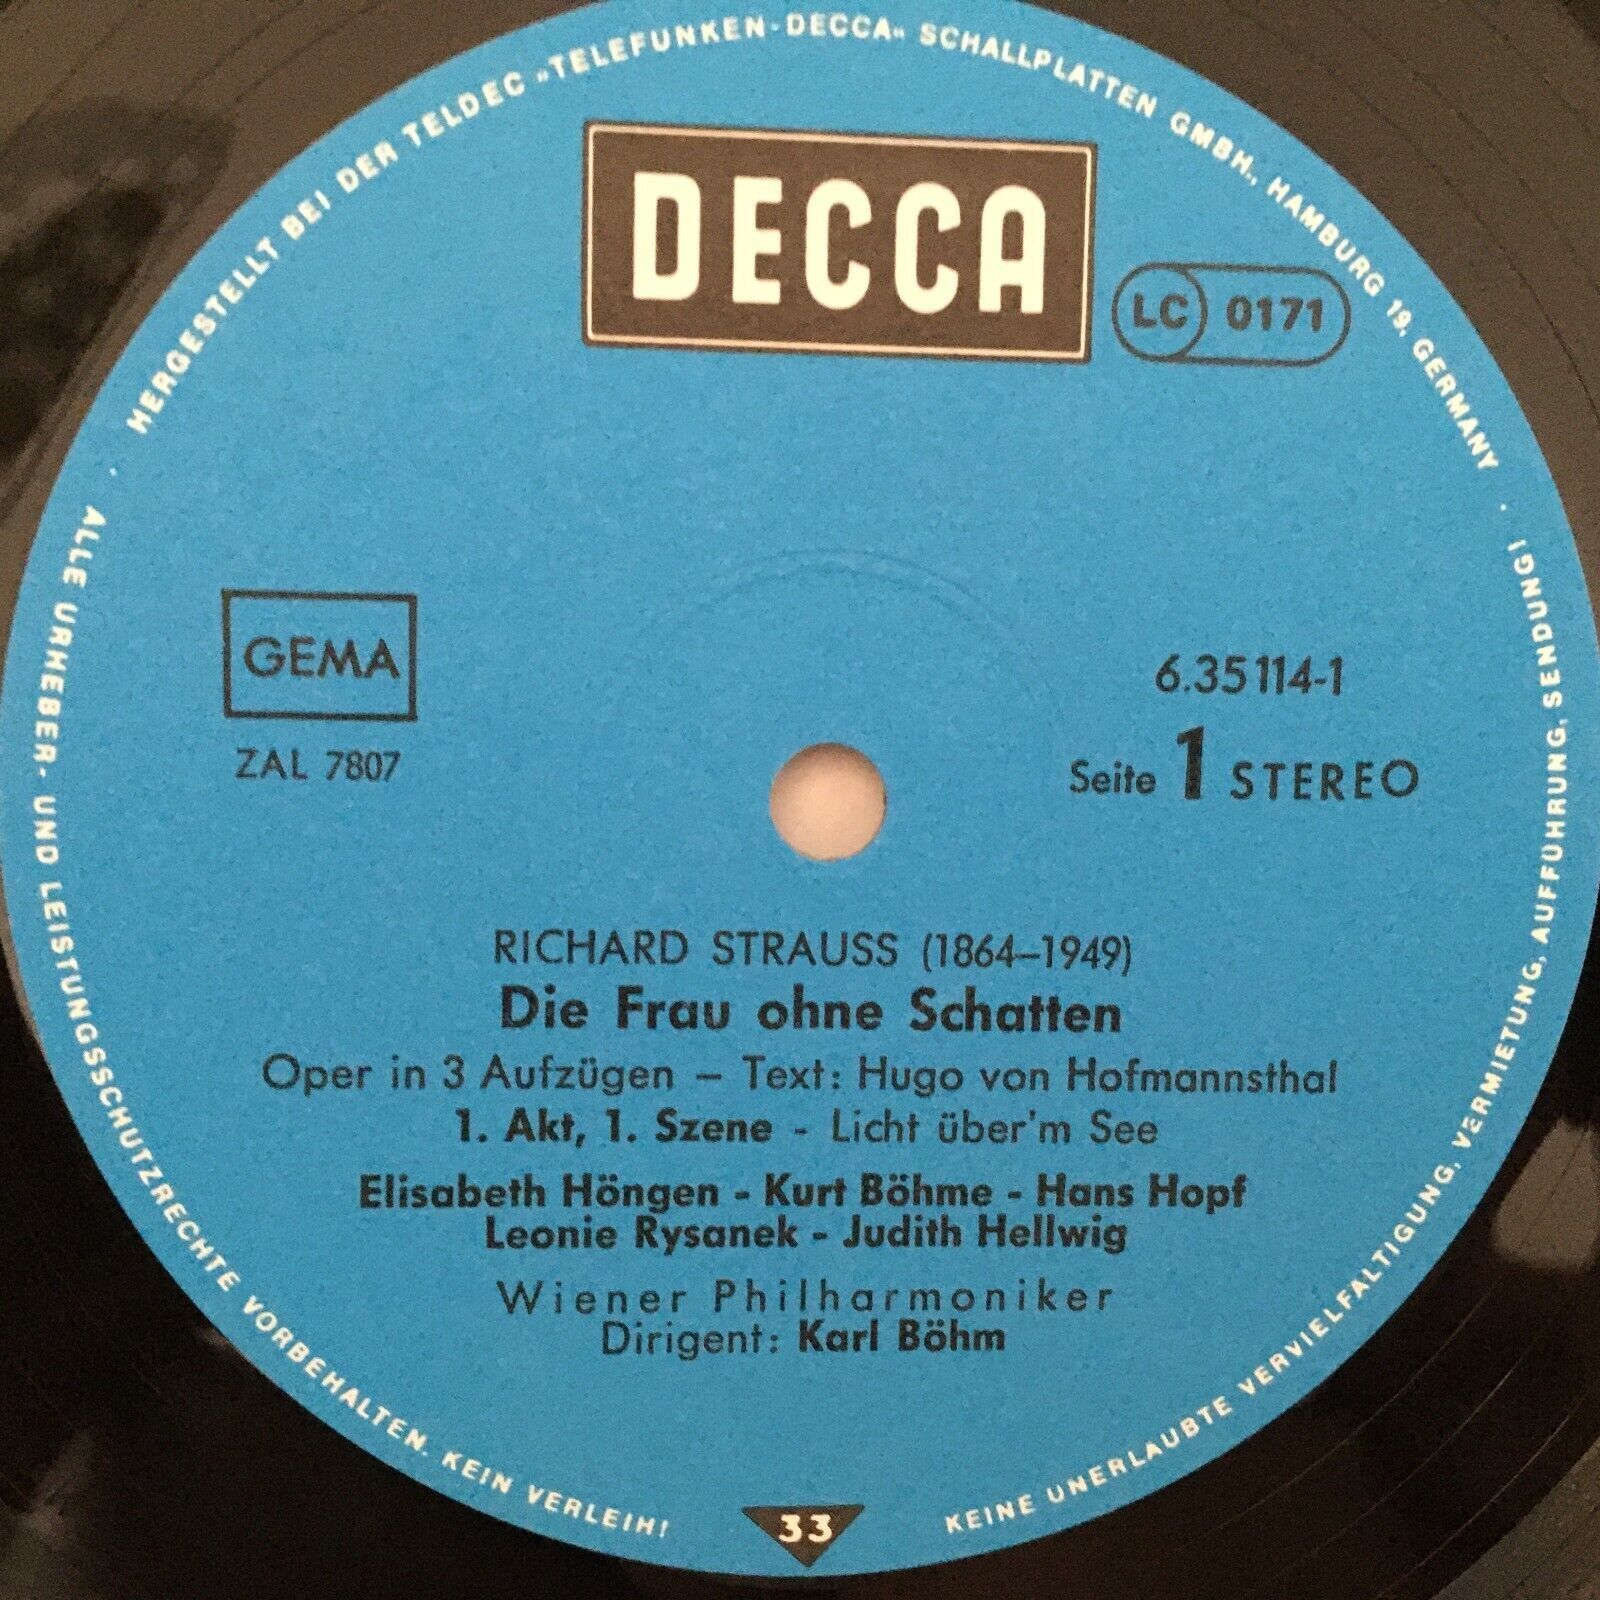 HERGESTELLT BEI DER TELDEC »TELEFUNKEN-DECCA« SCHALLPLATTEN GMBH., HAMBURG 19, GERMANY ·
DECCA
LC 0171
GEMA
ZAL 7807
6.35114-1
Seite 1 STEREO
RICHARD STRAUSS (1864–1949)
Die Frau ohne Schatten
Oper in 3 Aufzügen – Text: Hugo von Hofmannsthal
1. Akt, 1. Szene - Licht über'm See
Elisabeth Höngen - Kurt Böhme - Hans Hopf
Leonie Rysanek - Judith Hellwig
Wiener Philharmoniker
Dirigent: Karl Böhm
· ALLE URHEBER- UND LEISTUNGSSCHUTZRECHTE VORBEHALTEN. KEIN VERLEIH!
33
KEINE UNERLAUBTE VERVIELFÄLTIGUNG, VERMIETUNG, AUFFÜHRUNG, SENDUNG!